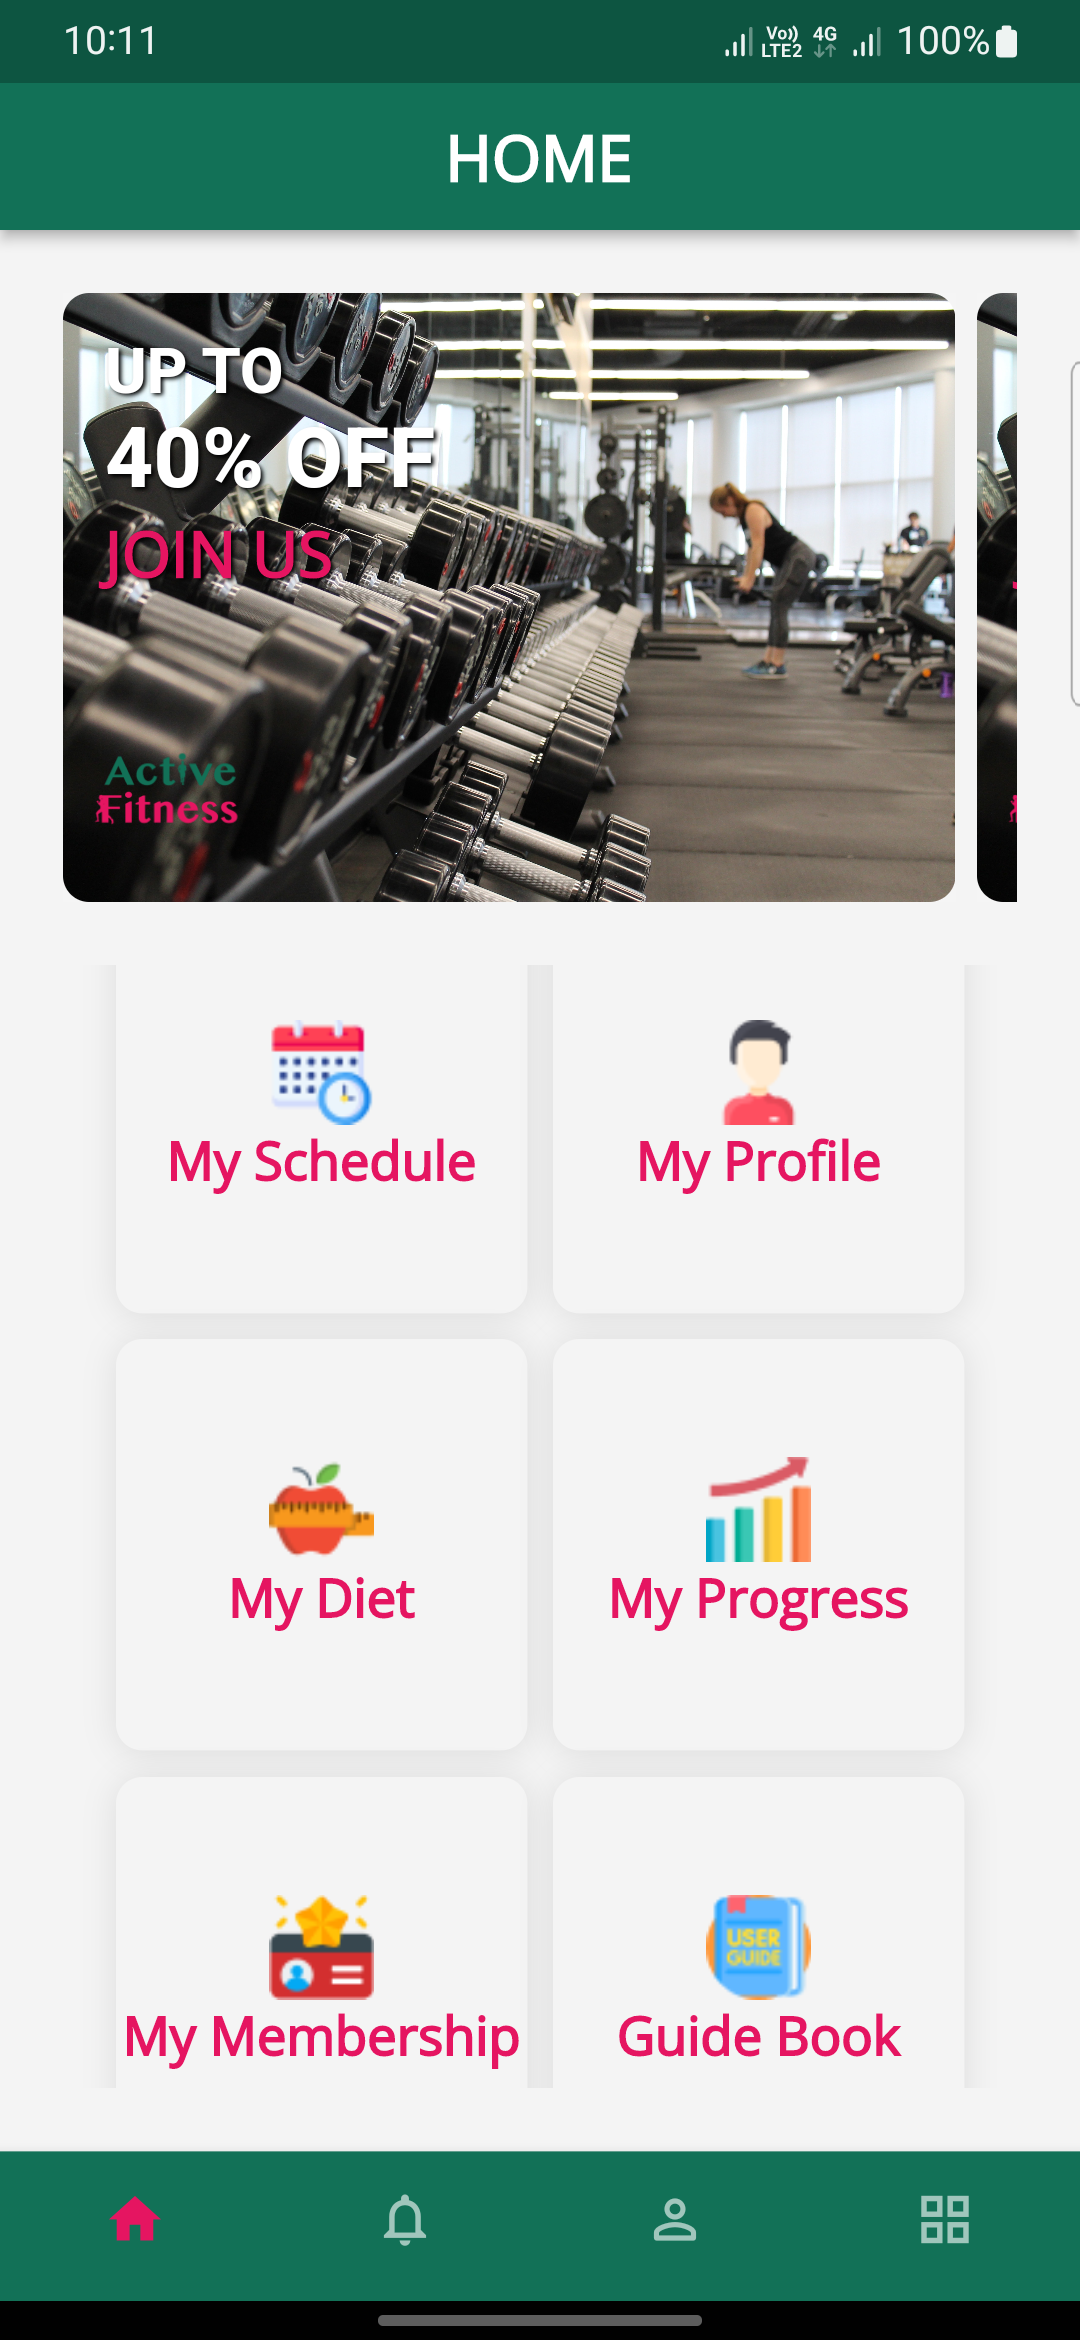 10:11
Vo)) LTE2 4G 100%
HOME
UP TO
40% OFF
JOIN US
Active
Fitness
My Schedule
My Profile
My Diet
My Progress
USER
GUIDE
My Membership
Guide Book